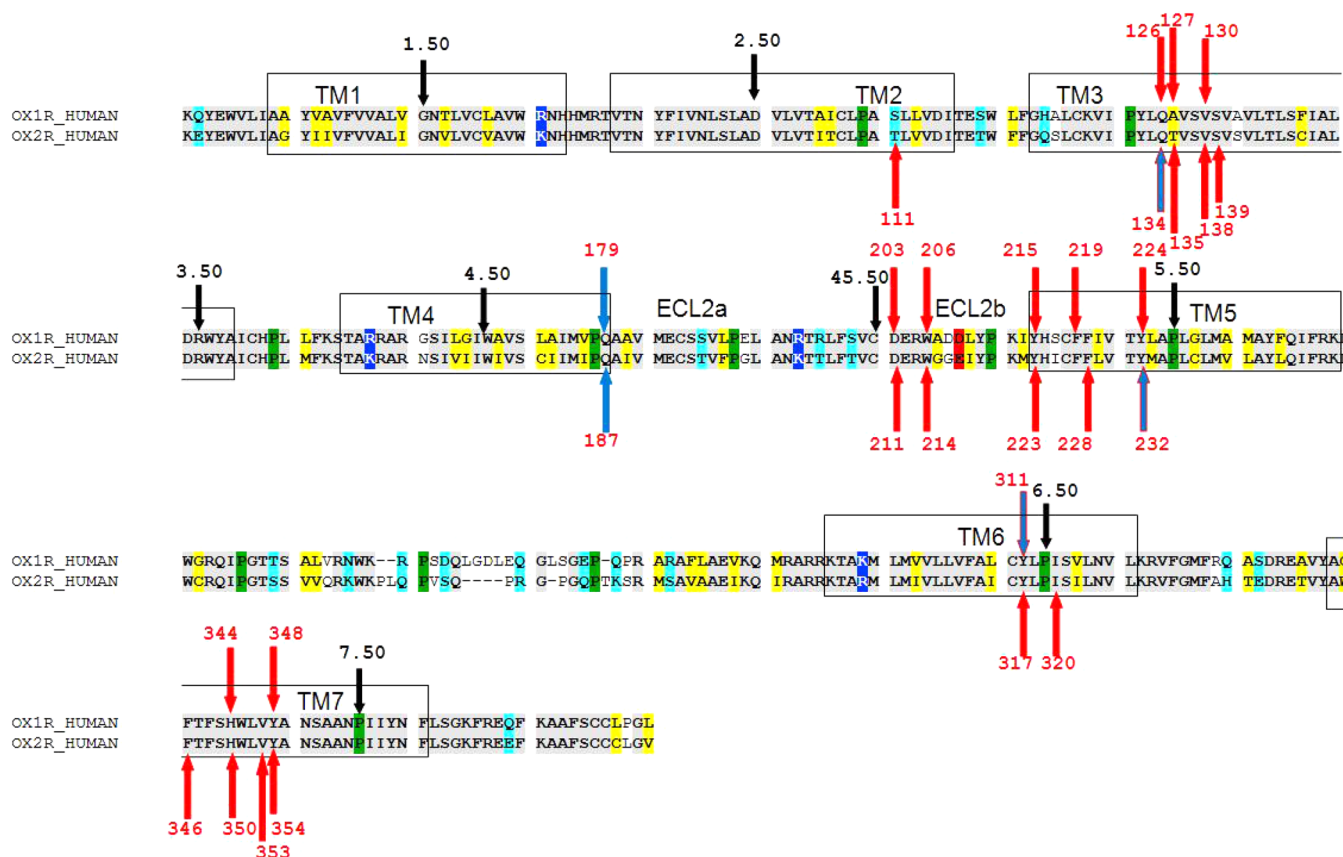 126 127 130
1.50 2.50
TM1 TM2 TM3
OX1R_HUMAN KQYEWVLIAA YVAVFVVALV GNTLVCLAVW RNHHMRTVTN YFIVNLSLAD VLVTAICLPA SLLVDITESW LFGHALCKVI PYLQAVSVSVAVLTLSFIAL
OX2R_HUMAN KEYEWVLIAG YIIVFVVALI GNVLVCVAVW KNHHMRTVTN YFIVNLSLAD VLVTITCLPA TLVVDITETW FFGQSLCKVI PYLQTVSVSVSVLTLSCIAL
111 134 135 138 139
3.50 4.50 179 45.50 203 206 215 219 224 5.50
TM4 ECL2a ECL2b TM5
OX1R_HUMAN DRWYAICHPL LFKSTARRAR GSILGIWAVS LAIMVPQAAV MECSSVLPEL ANRTRLFSVC DERWADDLYP KIYHSCFFIV TYLAPLGLMA MAYFQIFRKL
OX2R_HUMAN DRWYAICHPL MFKSTAKRAR NSIVIIWIVS CIIMIPQAIV MECSTVFPGL ANKTTLFTVC DERWGGEIYP KMYHICFFLV TYMAPLCLMV LAYLQIFRKL
187 211 214 223 228 232
311 6.50
TM6
OX1R_HUMAN WGRQIPGTTS ALVRNWK--R PSDQLGDLEQ GLSGEP-QPR ARAFLAEVKQ MRARRKTAKM LMVVLLVFAL CYLPISVLNV LKRVFGMFRQ ASDREAVYAC
OX2R_HUMAN WCRQIPGTSS VVQRKWKPLQ PVSQ----PR G-PGQPTKSR MSAVAAEIKQ IRARRKTARM LMIVLLVFAI CYLPISILNV LKRVFGMFAH TEDRETVYAW
317 320
344 348 7.50
TM7
OX1R_HUMAN FTFSHWLVYA NSAANPIIYN FLSGKFREQF KAAFSCCLPGL
OX2R_HUMAN FTFSHWLVYA NSAANPIIYN FLSGKFREEF KAAFSCCCLGV
346 350 353 354